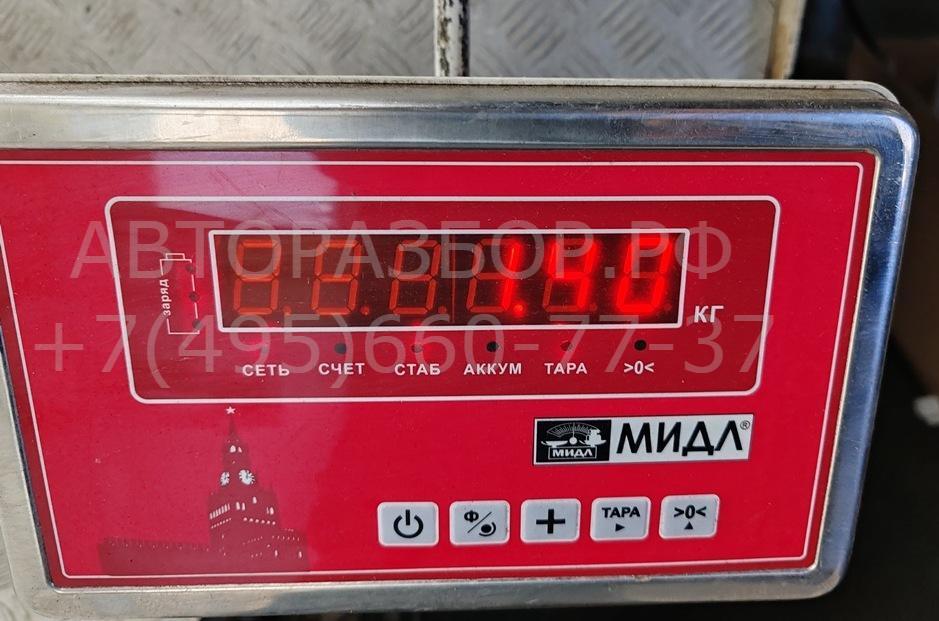 АВТОРАЗБОР.РФ
1.40
КГ
заряд
+7(495)660-77-37
СЕТЬ СЧЕТ СТАБ АККУМ ТАРА >0<
МИДЛ МИДЛ®
Ф
+
ТАРА
>0<